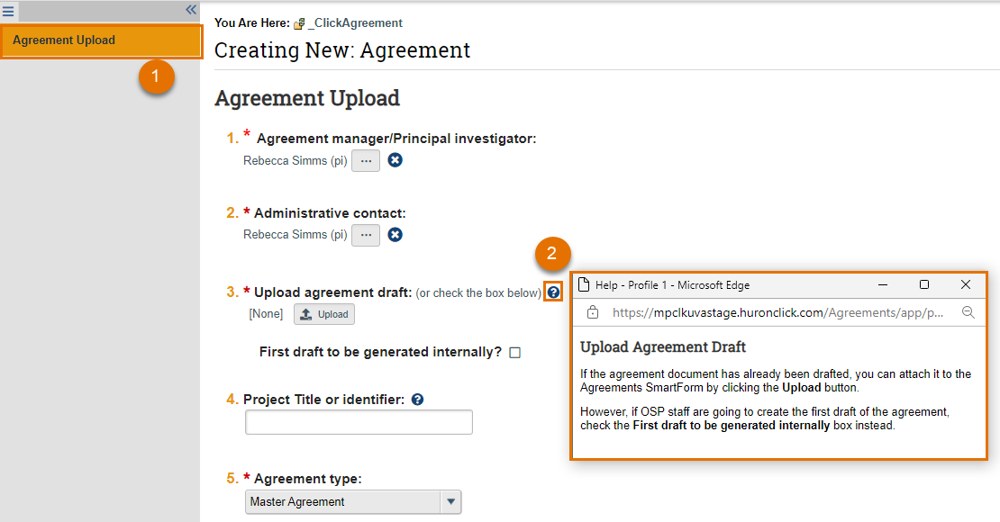 You Are Here: _ClickAgreement
Agreement Upload
1
Creating New: Agreement
Agreement Upload
1. * Agreement manager/Principal investigator:
Rebecca Simms (pi) ...
2. * Administrative contact:
Rebecca Simms (pi) ...
2
3. * Upload agreement draft: (or check the box below) ?
[None] Upload
First draft to be generated internally?
4. Project Title or identifier: ?
5. * Agreement type:
Master Agreement
Help - Profile 1 - Microsoft Edge
https://mpclkuvastage.huronclick.com/Agreements/app/p...
Upload Agreement Draft
If the agreement document has already been drafted, you can attach it to the
Agreements SmartForm by clicking the Upload button.
However, if OSP staff are going to create the first draft of the agreement,
check the First draft to be generated internally box instead.